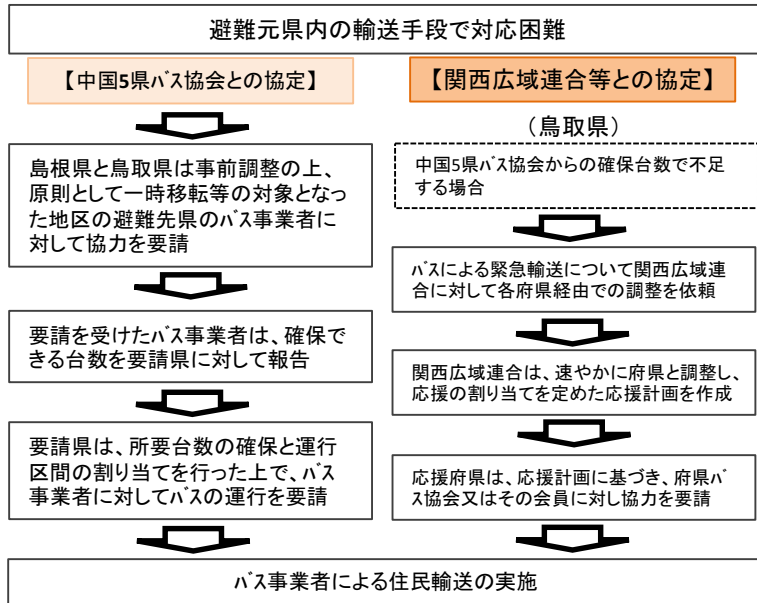 避難元県内の輸送手段で対応困難
【中国5県バス協会との協定】
島根県と鳥取県は事前調整の上、
原則として一時移転等の対象となっ
た地区の避難先県のバス事業者に
対して協力を要請
要請を受けたバス事業者は、確保で
きる台数を要請県に対して報告
要請県は、所要台数の確保と運行
区間の割り当てを行った上で、バス
事業者に対してバスの運行を要請
【関西広域連合等との協定】
（鳥取県）
中国5県バス協会からの確保台数で不足
する場合
バスによる緊急輸送について関西広域連
合に対して各府県経由での調整を依頼
関西広域連合は、速やかに府県と調整し、
応援の割り当てを定めた応援計画を作成
応援府県は、応援計画に基づき、府県バ
ス協会又はその会員に対し協力を要請
バス事業者による住民輸送の実施